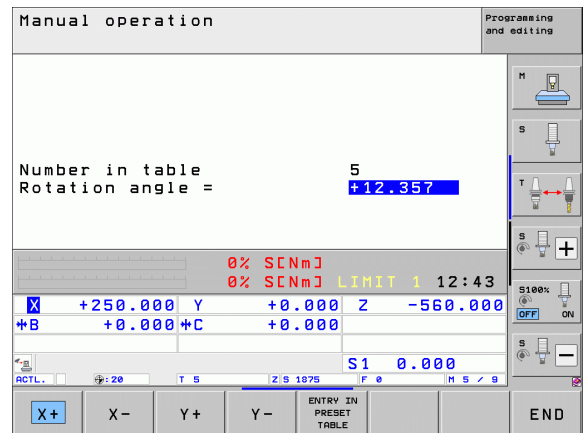 Manual operation
Programming
and editing
M
S
Number in table 5
Rotation angle = +12.357
T
S
0% S[Nm]
0% S[Nm] LIMIT 1 12:43
X +250.000 Y +0.000 Z -560.000
B +0.000 C +0.000
S100%
OFF ON
S
S1 0.000
ACTL. : 20 T 5 Z S 1875 F 0 M 5 / 9
X+ X- Y+ Y- ENTRY IN
PRESET
TABLE
END